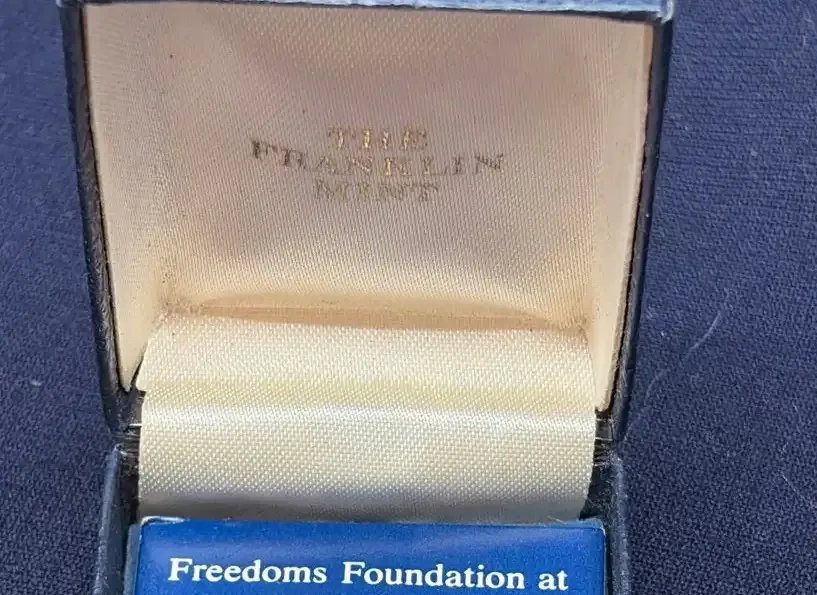 THE
FRANKLIN
MINT
Freedoms Foundation at